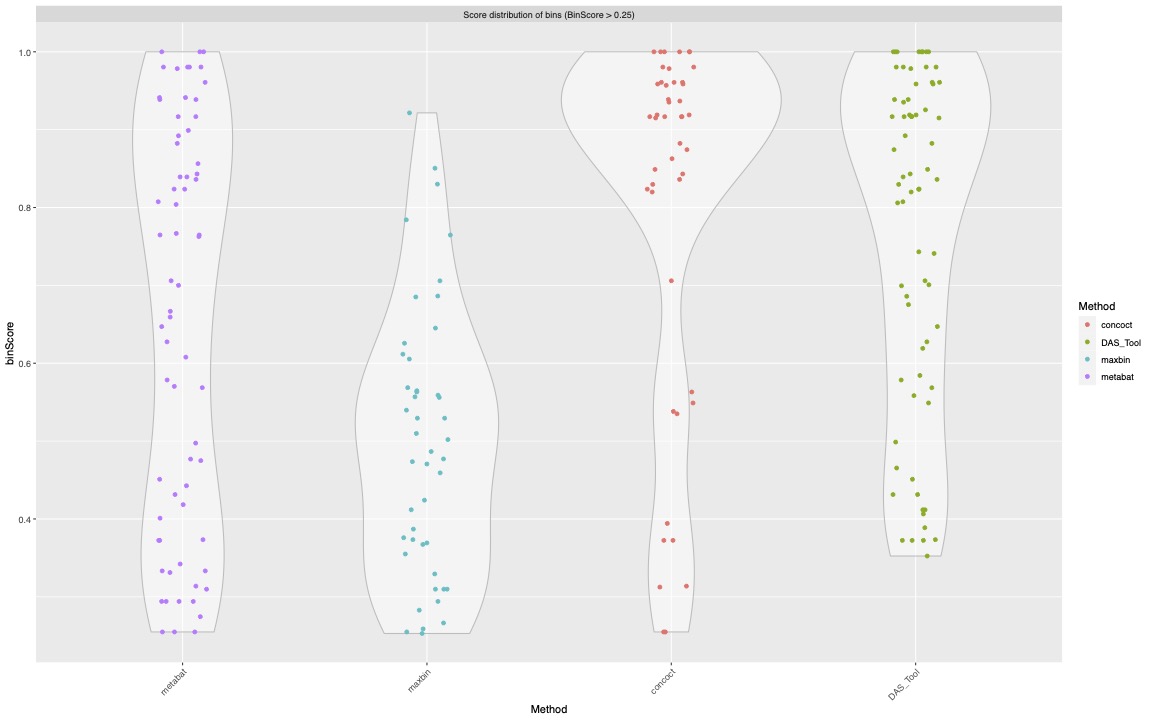 Score distribution of bins (BinScore > 0.25)
1.0
0.8
0.6
0.4
binScore
metabat
maxbin
concoct
DAS_Tool
Method
Method
concoct
DAS_Tool
maxbin
metabat